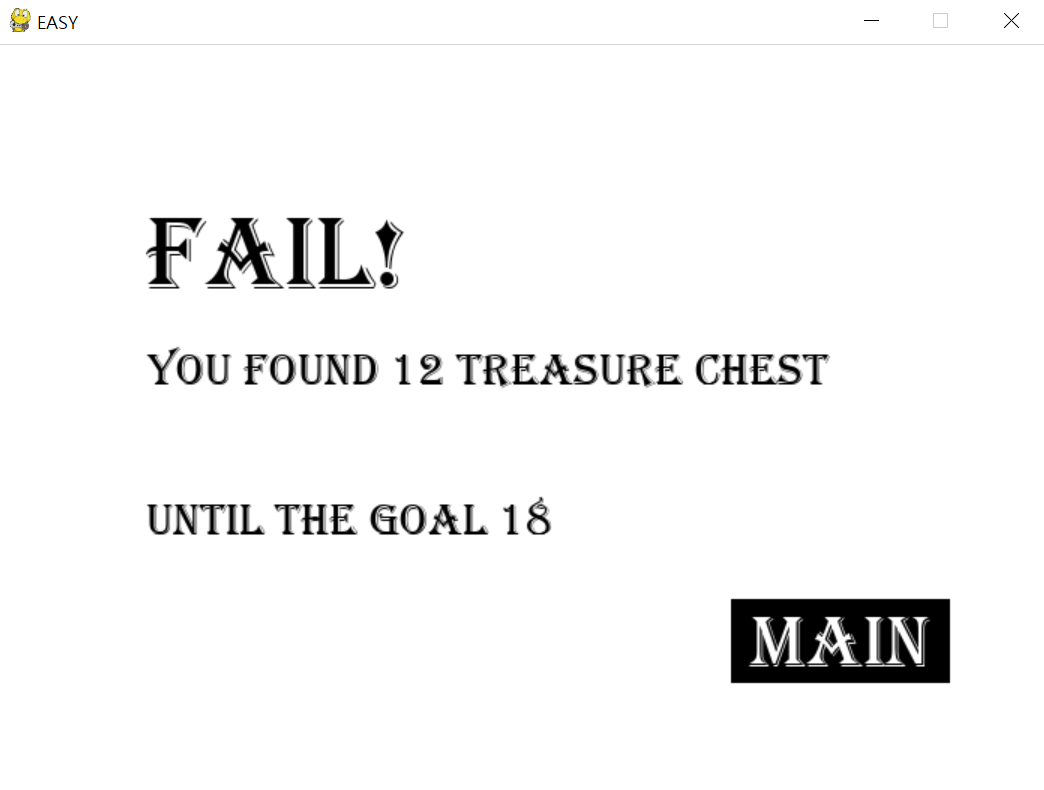 EASY
FAIL!
YOU FOUND 12 TREASURE CHEST
UNTIL THE GOAL 18
MAIN